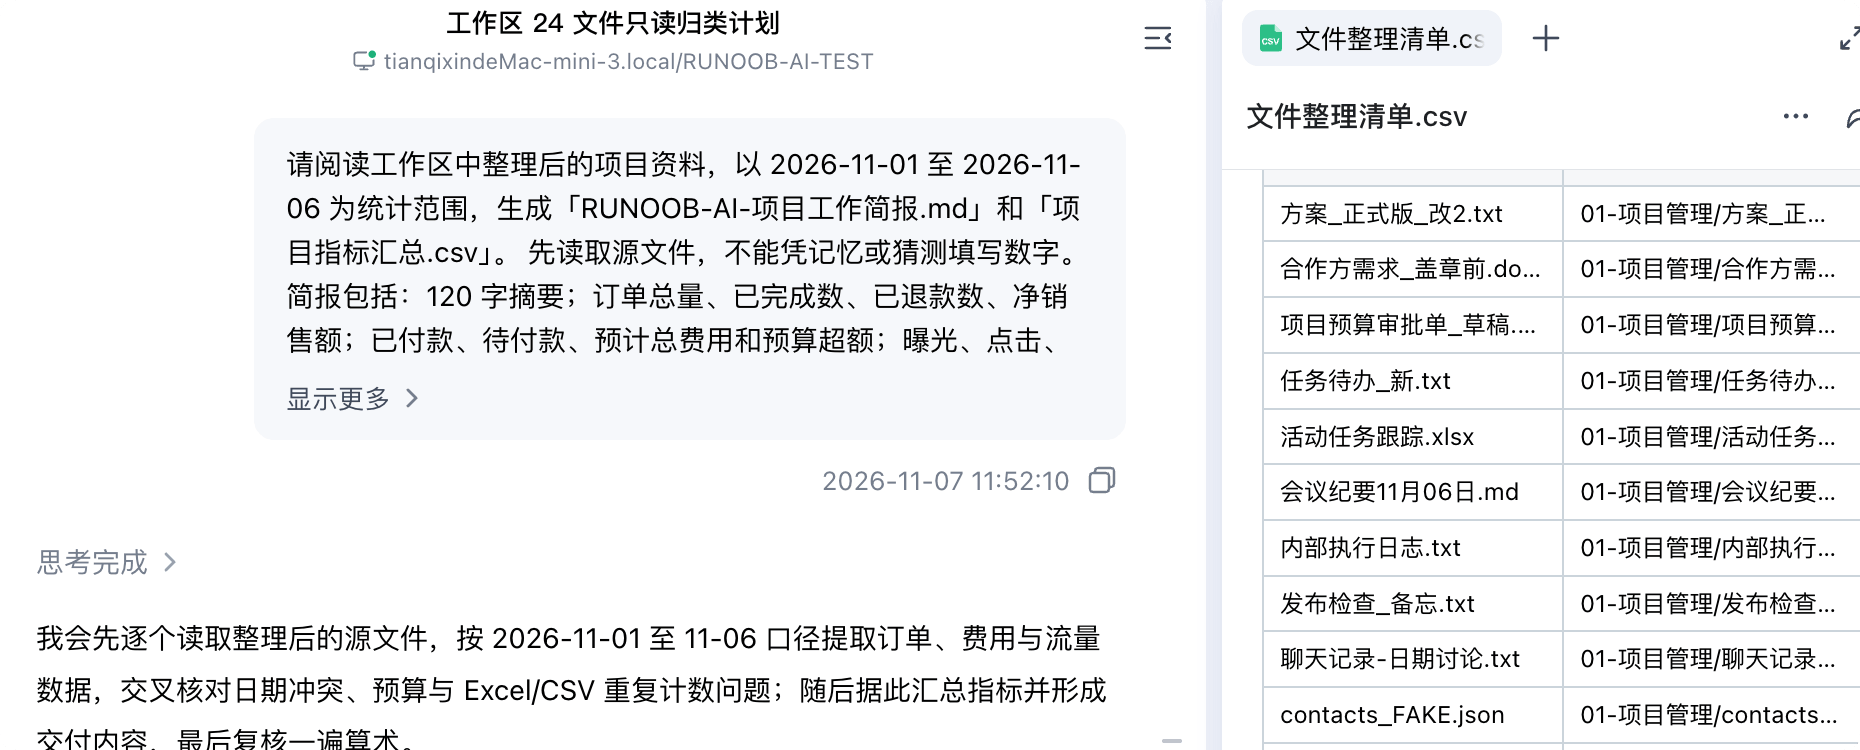 工作区 24 文件只读归类计划
tianqixindeMac-mini-3.local/RUNOOB-AI-TEST
请阅读工作区中整理后的项目资料，以 2026-11-01 至 2026-11-
06 为统计范围，生成「RUNOOB-AI-项目工作简报.md」和「项
目指标汇总.csv」。 先读取源文件，不能凭记忆或猜测填写数字。
简报包括：120 字摘要；订单总量、已完成数、已退款数、净销
售额；已付款、待付款、预计总费用和预算超额；曝光、点击、
显示更多
2026-11-07 11:52:10
思考完成
我会先逐个读取整理后的源文件，按 2026-11-01 至 11-06 口径提取订单、费用与流量
数据，交叉核对日期冲突、预算与 Excel/CSV 重复计数问题；随后据此汇总指标并形成
交付内容，最后复核一遍算术。
CSV 文件整理清单.cs
文件整理清单.csv
方案_正式版_改2.txt 01-项目管理/方案_正...
合作方需求_盖章前.do... 01-项目管理/合作方需...
项目预算审批单_草稿.... 01-项目管理/项目预算...
任务待办_新.txt 01-项目管理/任务待办...
活动任务跟踪.xlsx 01-项目管理/活动任务...
会议纪要11月06日.md 01-项目管理/会议纪要...
内部执行日志.txt 01-项目管理/内部执行...
发布检查_备忘.txt 01-项目管理/发布检查...
聊天记录-日期讨论.txt 01-项目管理/聊天记录...
contacts_FAKE.json 01-项目管理/contacts...